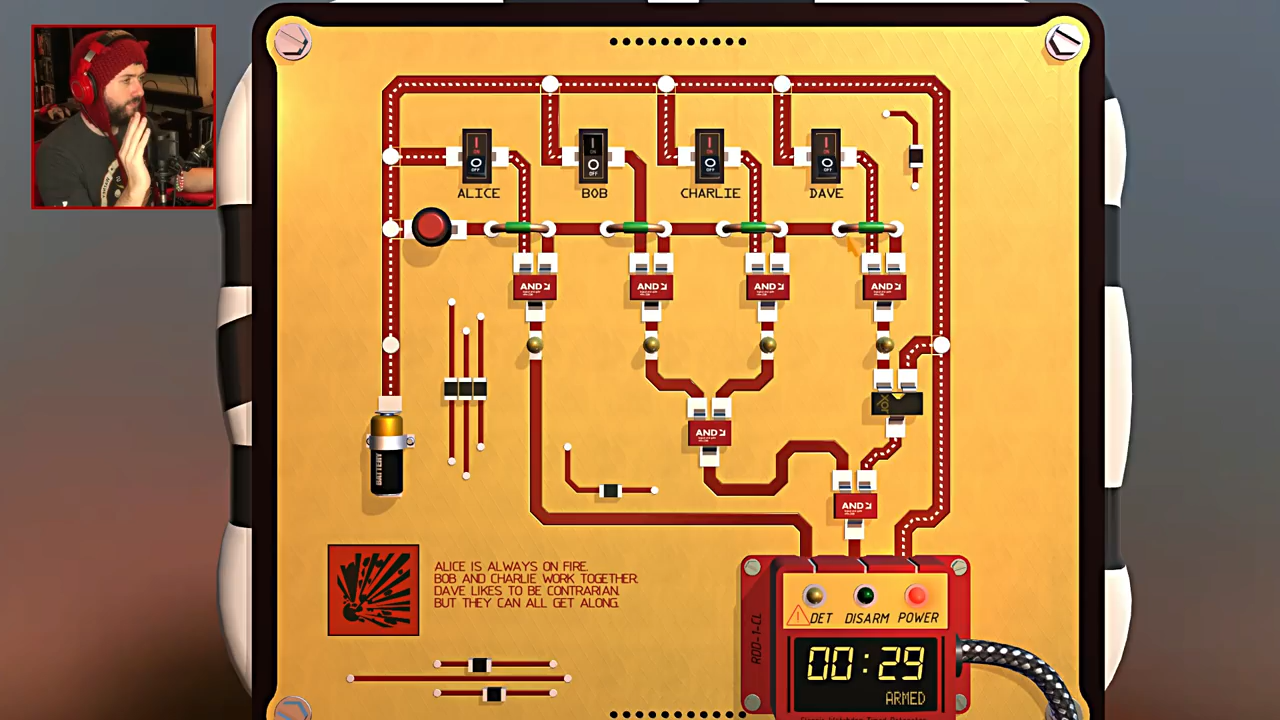 ON
OFF
ON
OFF
ON
OFF
ON
OFF
ALICE
BOB
CHARLIE
DAVE
AND
AND
AND
AND
XOR
AND
AND
BATTERY
ALICE IS ALWAYS ON FIRE.
BOB AND CHARLIE WORK TOGETHER.
DAVE LIKES TO BE CONTRARIAN.
BUT THEY CAN ALL GET ALONG.
DET DISARM POWER
00:29
ARMED